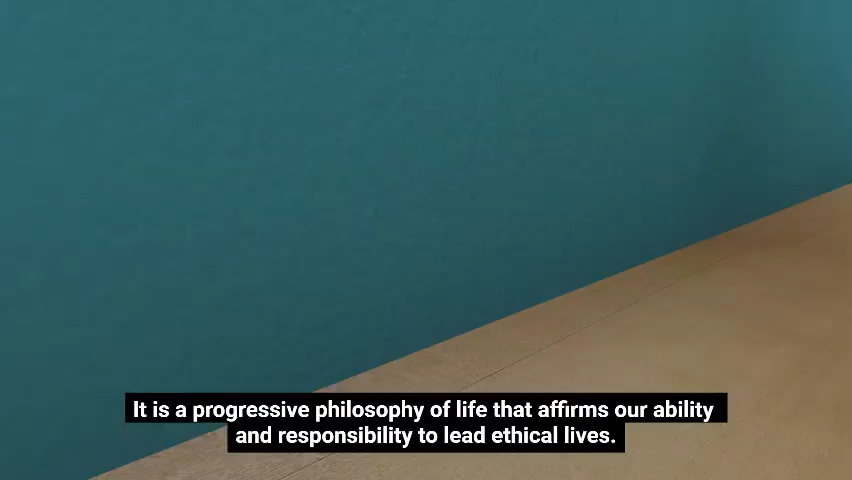 It is a progressive philosophy of life that affirms our ability
and responsibility to lead ethical lives.